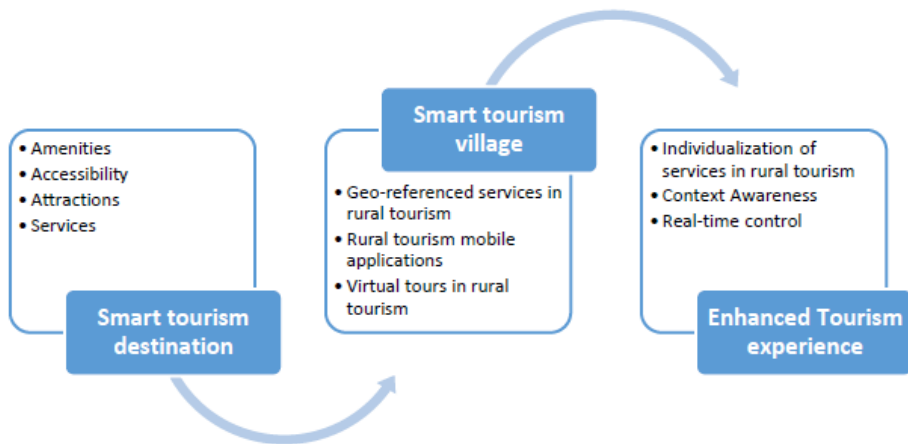 • Amenities
• Accessibility
• Attractions
• Services
Smart tourism
destination
Smart tourism
village
• Geo-referenced services in
rural tourism
• Rural tourism mobile
applications
• Virtual tours in rural
tourism
• Individualization of
services in rural tourism
• Context Awareness
• Real-time control
Enhanced Tourism
experience